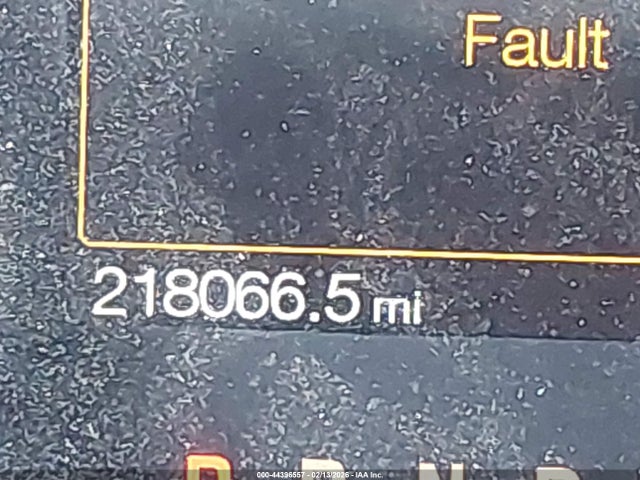 Fault
218066.5 mi
P R N D
000-44396557 - 02/13/2026 - IAA Inc.